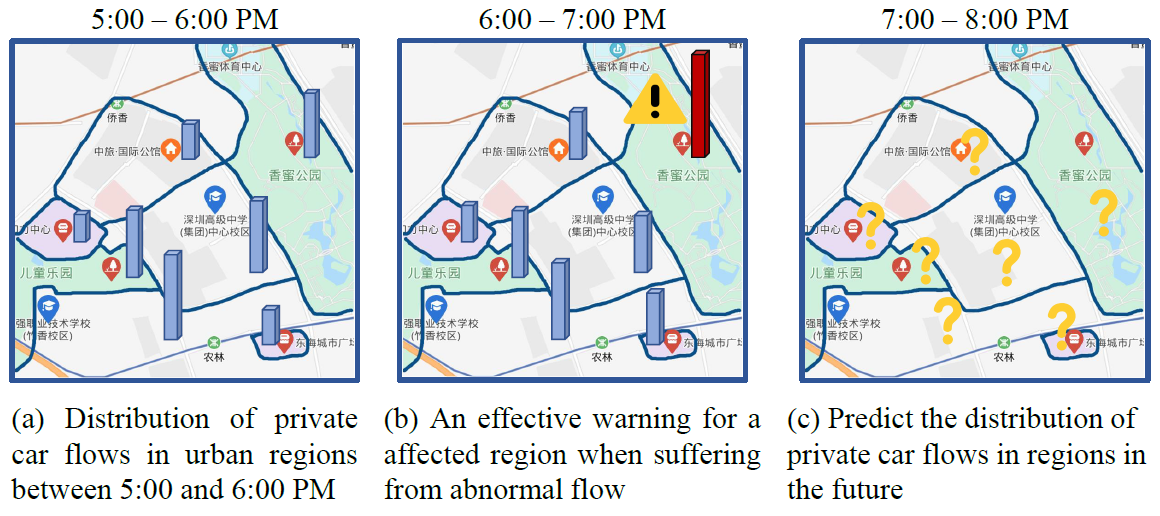 5:00 – 6:00 PM
6:00 – 7:00 PM
7:00 – 8:00 PM
香蜜体育中心
侨香
中旅·国际公馆
香蜜公园
深圳高级中学
(集团)中心校区
中心
儿童乐园
强职业技术学校
(竹香校区)
农林
东海城市广场
香蜜体育中心
侨香
中旅·国际公馆
香蜜公园
深圳高级中学
(集团)中心校区
中心
儿童乐园
强职业技术学校
(竹香校区)
农林
东海城市广场
香蜜体育中心
侨香
中旅·国际公馆
香蜜公园
深圳高级中学
(集团)中心校区
中心
儿童乐园
强职业技术学校
(竹香校区)
农林
东海城市广场
(a) Distribution of private
car flows in urban regions
between 5:00 and 6:00 PM
(b) An effective warning for a
affected region when suffering
from abnormal flow
(c) Predict the distribution of
private car flows in regions in
the future